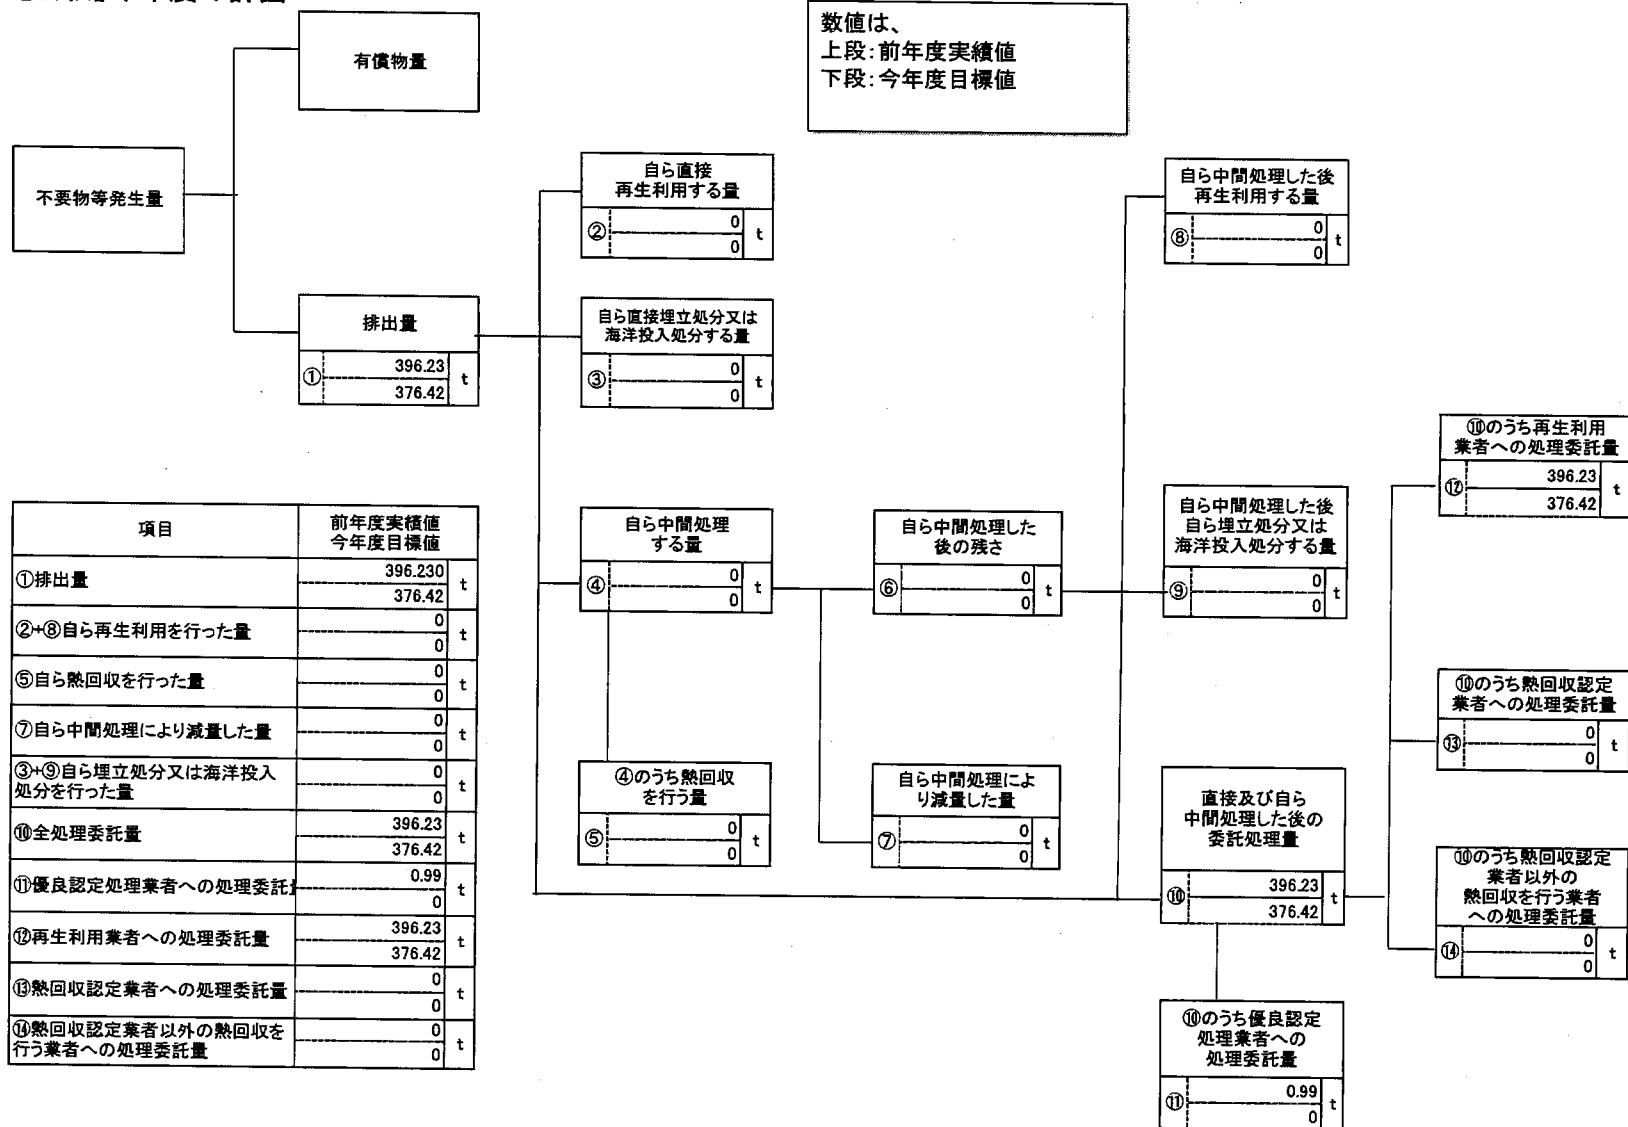 数値は、
上段:前年度実績値
下段:今年度目標値
有償物量
不要物等発生量
排出量
① 396.23 t
376.42
自ら直接
再生利用する量
② 0 t
0
自ら直接埋立処分又は
海洋投入処分する量
③ 0 t
0
自ら中間処理
する量
④ 0 t
0
④のうち熱回収
を行う量
⑤ 0 t
0
自ら中間処理した
後の残さ
⑥ 0 t
0
自ら中間処理によ
り減量した量
⑦ 0 t
0
自ら中間処理した後
再生利用する量
⑧ 0 t
0
自ら中間処理した後
自ら埋立処分又は
海洋投入処分する量
⑨ 0 t
0
直接及び自ら
中間処理した後の
委託処理量
⑩ 396.23 t
376.42
⑩のうち優良認定
処理業者への
処理委託量
⑪ 0.99 t
0
⑩のうち再生利用
業者への処理委託量
⑫ 396.23 t
376.42
⑩のうち熱回収認定
業者への処理委託量
⑬ 0 t
0
⑩のうち熱回収認定
業者以外の
熱回収を行う業者
への処理委託量
⑭ 0 t
0
項目 前年度実績値
今年度目標値
①排出量 396.230 t
376.42
②+⑧自ら再生利用を行った量 0 t
0
⑤自ら熱回収を行った量 0 t
0
⑦自ら中間処理により減量した量 0 t
0
③+⑨自ら埋立処分又は海洋投入
処分を行った量 0 t
0
⑩全処理委託量 396.23 t
376.42
⑪優良認定処理業者への処理委託 0.99 t
0
⑫再生利用業者への処理委託量 396.23 t
376.42
⑬熱回収認定業者への処理委託量 0 t
0
⑭熱回収認定業者以外の熱回収を
行う業者への処理委託量 0 t
0